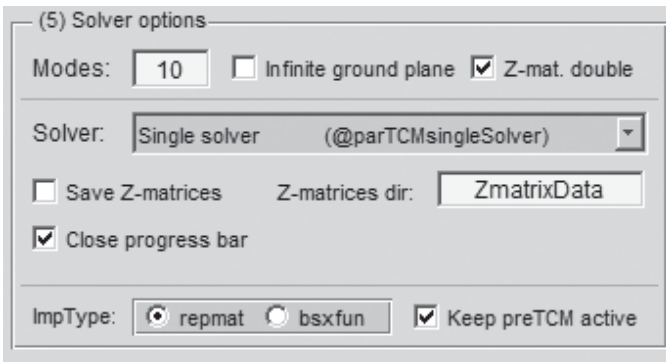 (5) Solver options
Modes: 10 Infinite ground plane Z-mat. double
Solver: Single solver (@parTCMsingleSolver)
Save Z-matrices Z-matrices dir: ZmatrixData
Close progress bar
ImpType: repmat bsxfun Keep preTCM active